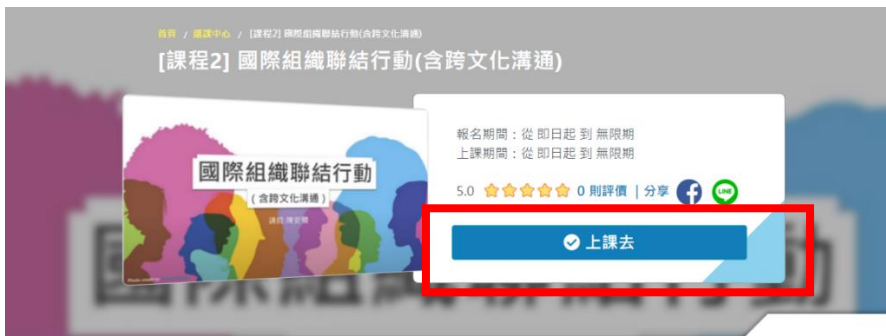 首頁 / 選課中心 / [課程2] 國際組織聯結行動(含跨文化溝通)
[課程2] 國際組織聯結行動(含跨文化溝通)
國際組織聯結行動
(含跨文化溝通)
報名期間：從 即日起 到 無限期
上課期間：從 即日起 到 無限期
5.0 0 則評價 | 分享
LINE
上課去